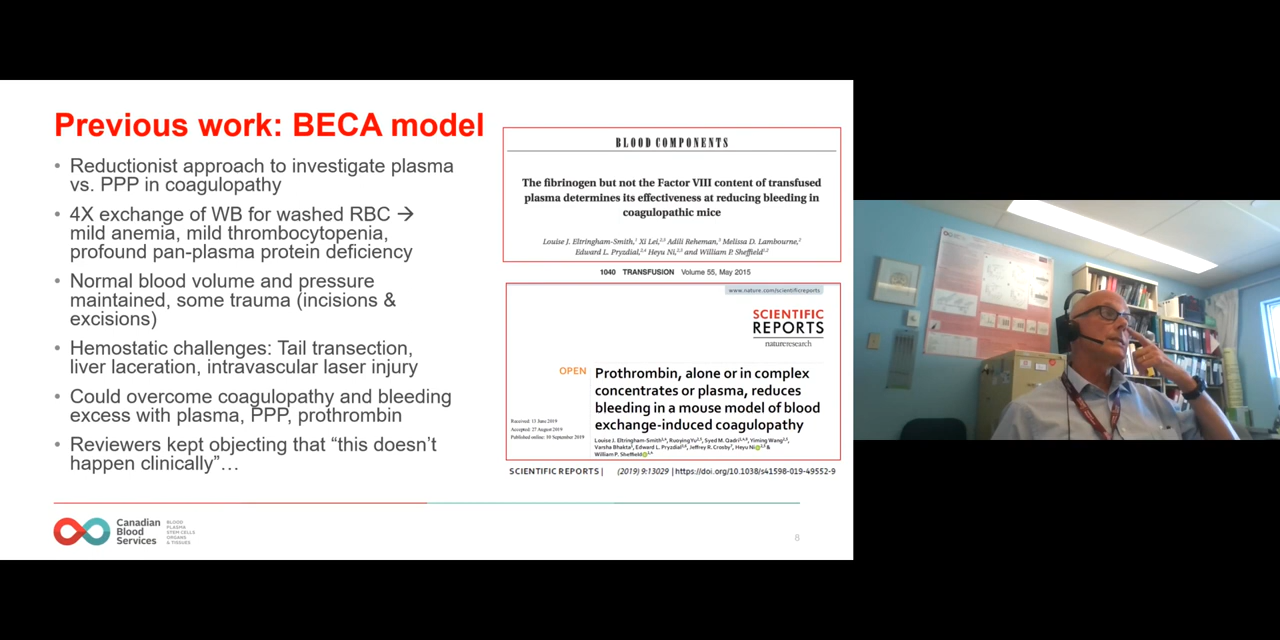 Previous work: BECA model
• Reductionist approach to investigate plasma
vs. PPP in coagulopathy
• 4X exchange of WB for washed RBC →
mild anemia, mild thrombocytopenia,
profound pan-plasma protein deficiency
• Normal blood volume and pressure
maintained, some trauma (incisions &
excisions)
• Hemostatic challenges: Tail transection,
liver laceration, intravascular laser injury
• Could overcome coagulopathy and bleeding
excess with plasma, PPP, prothrombin
• Reviewers kept objecting that “this doesn’t
happen clinically”…
BLOOD COMPONENTS
The fibrinogen but not the Factor VIII content of transfused
plasma determines its effectiveness at reducing bleeding in
coagulopathic mice
Louise J. Eltringham-Smith, Xi Lei, Adili Reheman, Melissa D. Lambourne,
Edward L. Pryzdial, Heyu Ni, and William P. Sheffield
1040 TRANSFUSION Volume 55, May 2015
www.nature.com/scientificreports
SCIENTIFIC
REPORTS
natureresearch
OPEN
Prothrombin, alone or in complex
concentrates or plasma, reduces
bleeding in a mouse model of blood
exchange-induced coagulopathy
Received: 13 June 2019
Accepted: 27 August 2019
Published online: 10 September 2019
Louise J. Eltringham-Smith, Ruoying Yu, Syed M. Qadri, Yiming Wang,
Varsha Bhakta, Edward L. Pryzdial, Jeffrey R. Crosby, Heyu Ni &
William P. Sheffield
SCIENTIFIC REPORTS | (2019) 9:13029 | https://doi.org/10.1038/s41598-019-49552-9
Canadian
Blood
Services
BLOOD
PLASMA
STEM CELLS
ORGANS
& TISSUES
8